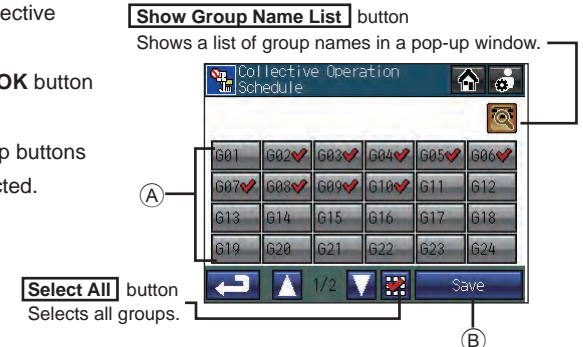 ective
OK button
p buttons
cted.
Show Group Name List button
Shows a list of group names in a pop-up window.
Collective Operation
Schedule
G01 G02 G03 G04 G05 G06
G07 G08 G09 G10 G11 G12
G13 G14 G15 G16 G17 G18
G19 G20 G21 G22 G23 G24
1/2 Save
A
Select All button
Selects all groups.
B